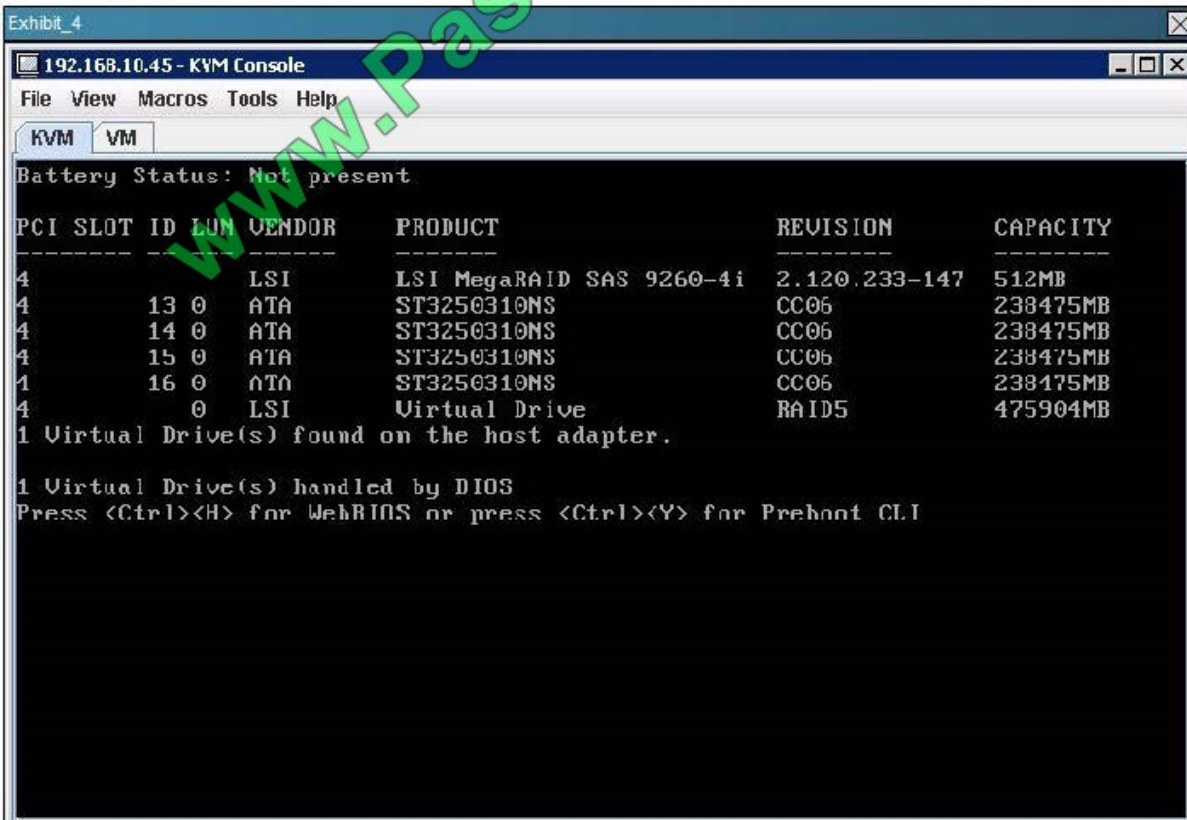 Exhibit_4
192.168.10.45 - KVM Console
File View Macros Tools Help
KVM VM
Battery Status: Not present
PCI SLOT ID LUN VENDOR PRODUCT REVISION CAPACITY
-------- -- --- ------ ------- -------- --------
4 LSI LSI MegaRAID SAS 9260-4i 2.120.233-147 512MB
4 13 0 ATA ST3250310NS CC06 238475MB
4 14 0 ATA ST3250310NS CC06 238475MB
4 15 0 ATA ST3250310NS CC06 238475MB
4 16 0 ATA ST3250310NS CC06 238475MB
4 0 LSI Virtual Drive RAID5 475904MB
1 Virtual Drive(s) found on the host adapter.
1 Virtual Drive(s) handled by BIOS
Press <Ctrl><H> for WebBIOS or press <Ctrl><Y> for Preboot CLI
www.Pas